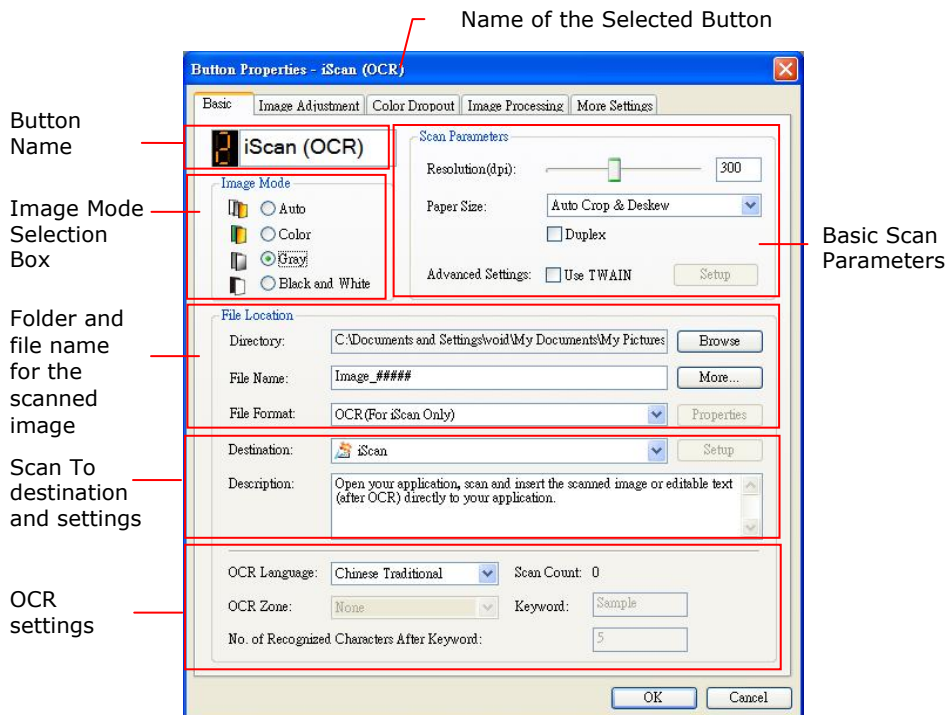 Name of the Selected Button
Button Properties - iScan (OCR)
Basic
Image Adjustment
Color Dropout
Image Processing
More Settings
Button
Name
2
iScan (OCR)
Image Mode
Selection
Box
Image Mode
Auto
Color
Gray
Black and White
Scan Parameters
Resolution(dpi):
300
Paper Size:
Auto Crop & Deskew
Duplex
Advanced Settings:
Use TWAIN
Setup
Basic Scan
Parameters
Folder and
file name
for the
scanned
image
File Location
Directory:
C:\Documents and Settings\void\My Documents\My Pictures
Browse
File Name:
Image_#####
More...
File Format:
OCR(For iScan Only)
Properties
Scan To
destination
and settings
Destination:
iScan
Setup
Description:
Open your application, scan and insert the scanned image or editable text
(after OCR) directly to your application.
OCR
settings
OCR Language:
Chinese Traditional
Scan Count: 0
OCR Zone:
None
Keyword:
Sample
No. of Recognized Characters After Keyword:
5
OK
Cancel